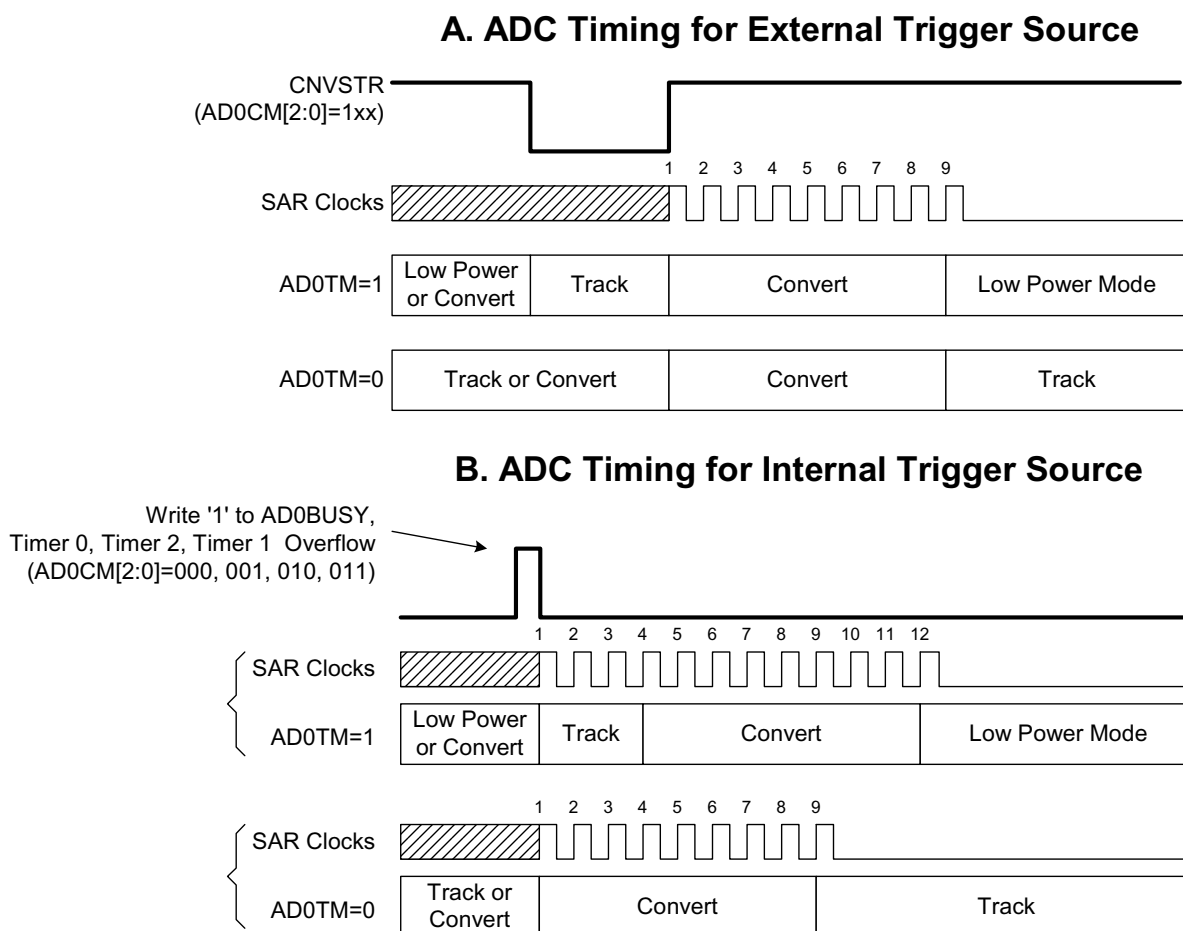 A. ADC Timing for External Trigger Source
CNVSTR
(AD0CM[2:0]=1xx)
1 2 3 4 5 6 7 8 9
SAR Clocks
AD0TM=1
Low Power
or Convert
Track
Convert
Low Power Mode
AD0TM=0
Track or Convert
Convert
Track
B. ADC Timing for Internal Trigger Source
Write '1' to AD0BUSY,
Timer 0, Timer 2, Timer 1 Overflow
(AD0CM[2:0]=000, 001, 010, 011)
1 2 3 4 5 6 7 8 9 10 11 12
SAR Clocks
AD0TM=1
Low Power
or Convert
Track
Convert
Low Power Mode
1 2 3 4 5 6 7 8 9
SAR Clocks
AD0TM=0
Track or
Convert
Convert
Track